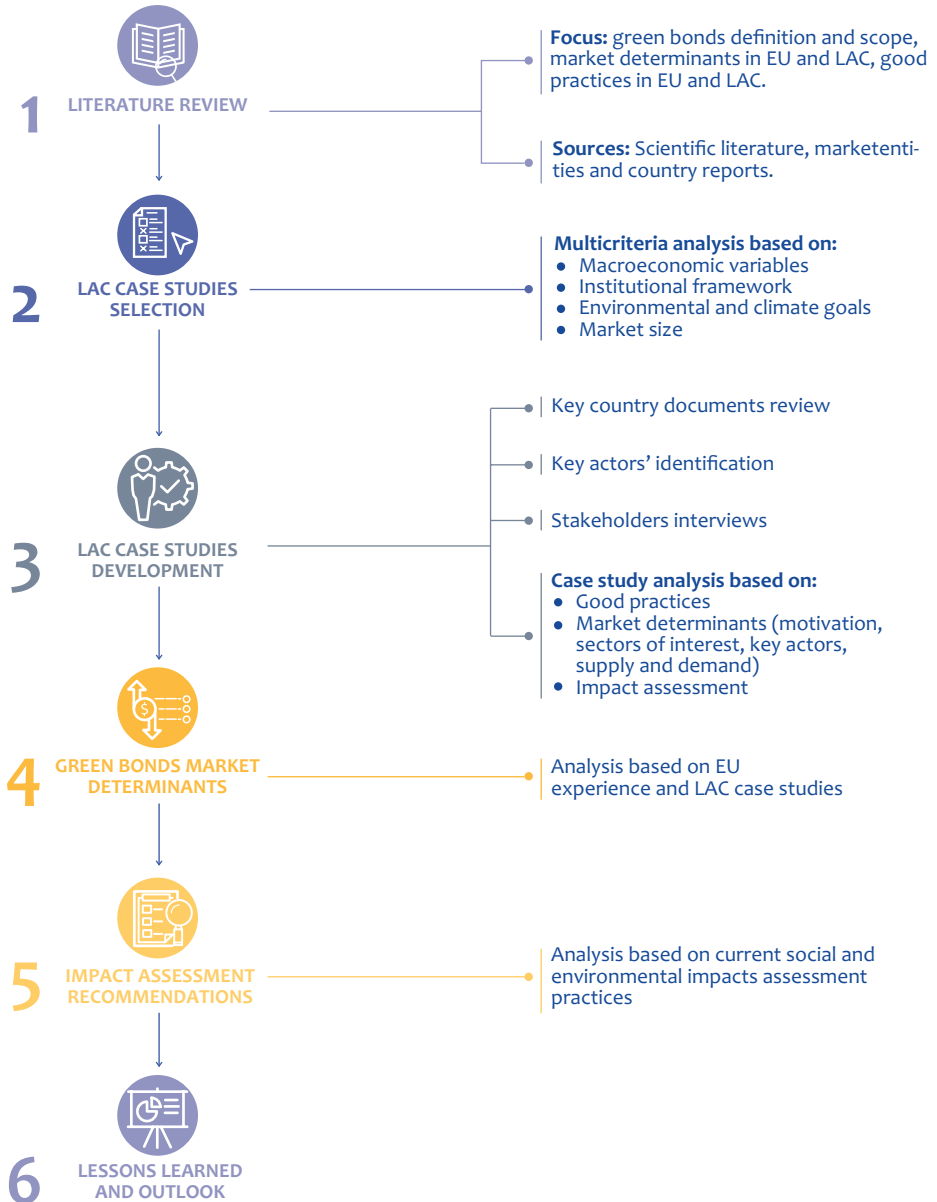 1
LITERATURE REVIEW
Focus: green bonds definition and scope,
market determinants in EU and LAC, good
practices in EU and LAC.
Sources: Scientific literature, marketenti-
ties and country reports.
2
LAC CASE STUDIES
SELECTION
Multicriteria analysis based on:
• Macroeconomic variables
• Institutional framework
• Environmental and climate goals
• Market size
3
LAC CASE STUDIES
DEVELOPMENT
Key country documents review
Key actors' identification
Stakeholders interviews
Case study analysis based on:
• Good practices
• Market determinants (motivation,
sectors of interest, key actors,
supply and demand)
• Impact assessment
4
$
GREEN BONDS MARKET
DETERMINANTS
Analysis based on EU
experience and LAC case studies
5
IMPACT ASSESSMENT
RECOMMENDATIONS
Analysis based on current social and
environmental impacts assessment
practices
6
LESSONS LEARNED
AND OUTLOOK